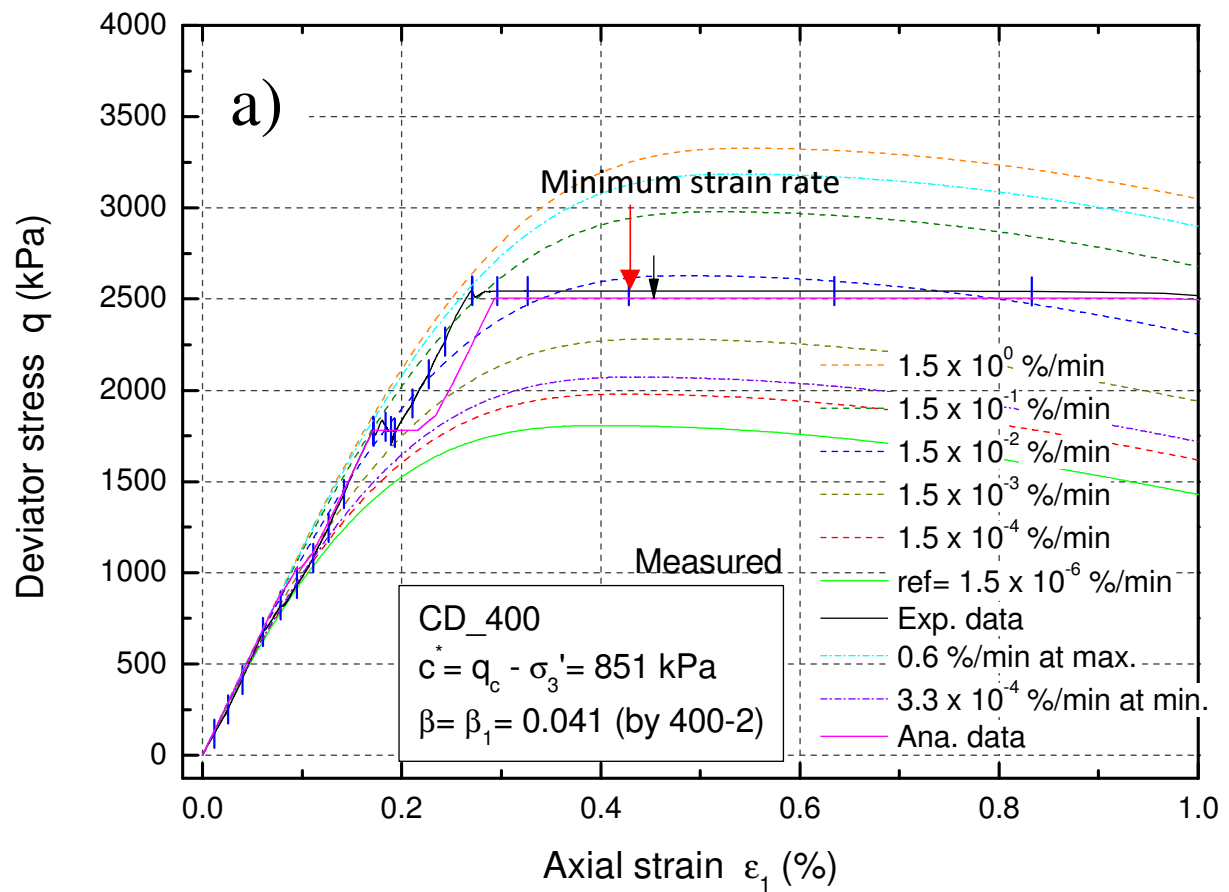 a)
4000
3500
3000
2500
2000
1500
1000
500
0
Deviator stress q (kPa)
Minimum strain rate
1.5 x 10⁰ %/min
1.5 x 10⁻¹ %/min
1.5 x 10⁻² %/min
1.5 x 10⁻³ %/min
1.5 x 10⁻⁴ %/min
Measured
ref= 1.5 x 10⁻⁶ %/min
Exp. data
0.6 %/min at max.
3.3 x 10⁻⁴ %/min at min.
Ana. data
CD_400
c*= q_c - σ₃'= 851 kPa
β= β₁= 0.041 (by 400-2)
0.0 0.2 0.4 0.6 0.8 1.0
Axial strain ε₁ (%)